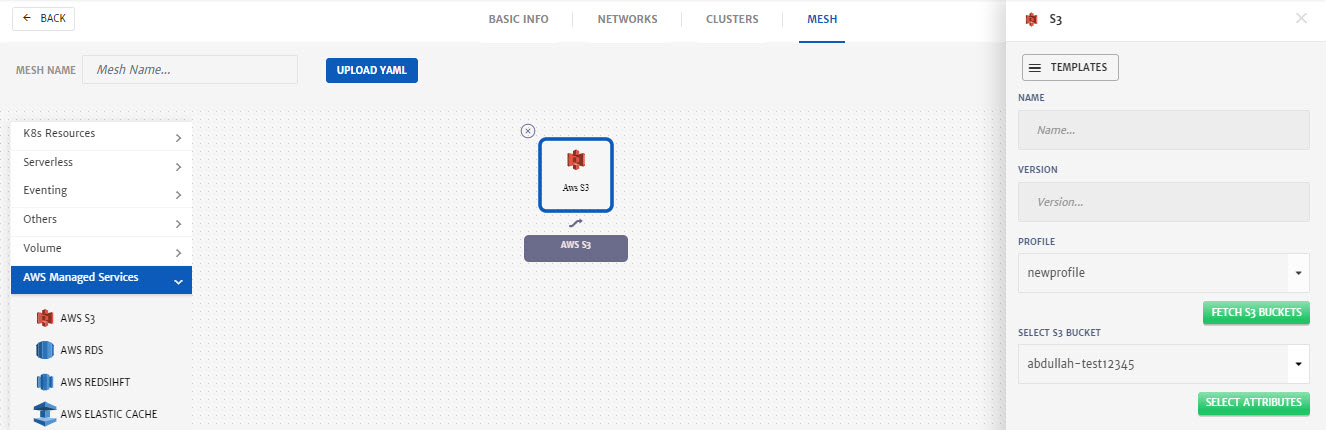 BACK
BASIC INFO
NETWORKS
CLUSTERS
MESH
MESH NAME
Mesh Name...
UPLOAD YAML
K8s Resources
Serverless
Eventing
Others
Volume
AWS Managed Services
AWS S3
AWS RDS
AWS REDSIHFT
AWS ELASTIC CACHE
Aws S3
AWS S3
S3
TEMPLATES
NAME
Name...
VERSION
Version...
PROFILE
newprofile
FETCH S3 BUCKETS
SELECT S3 BUCKET
abdullah-test12345
SELECT ATTRIBUTES